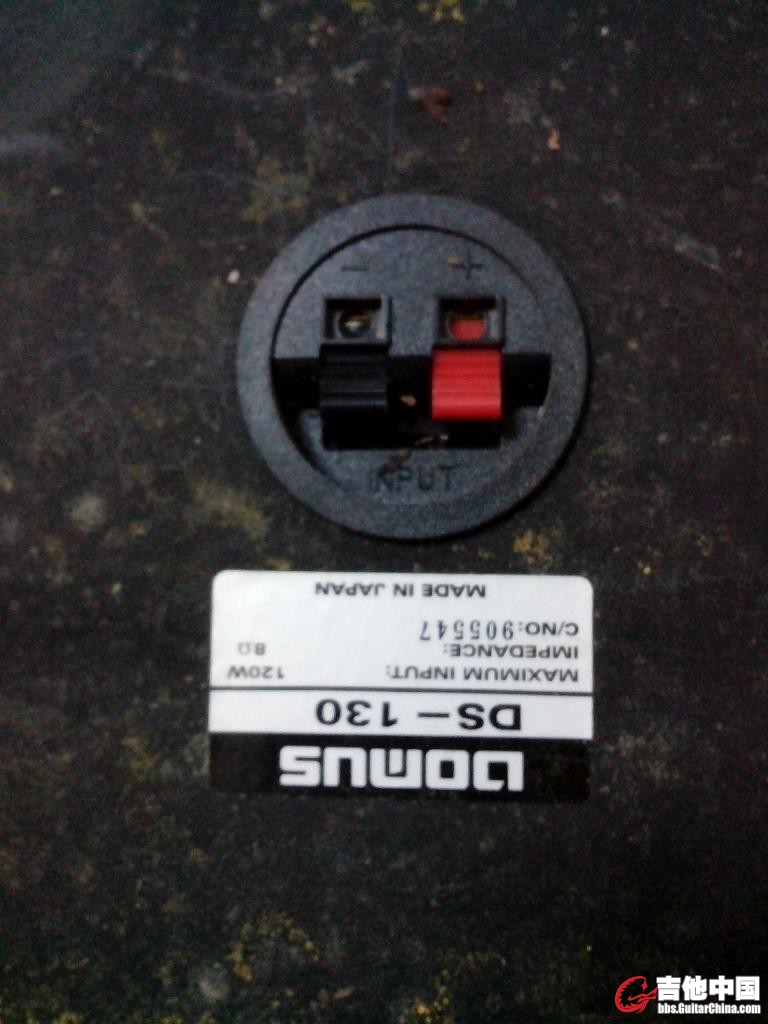 − +
INPUT
DOMUS
DS-130
MAXIMUM INPUT: 120W
IMPEDANCE: 8Ω
C/NO:905547
MADE IN JAPAN
吉他中国
bbs.GuitarChina.com